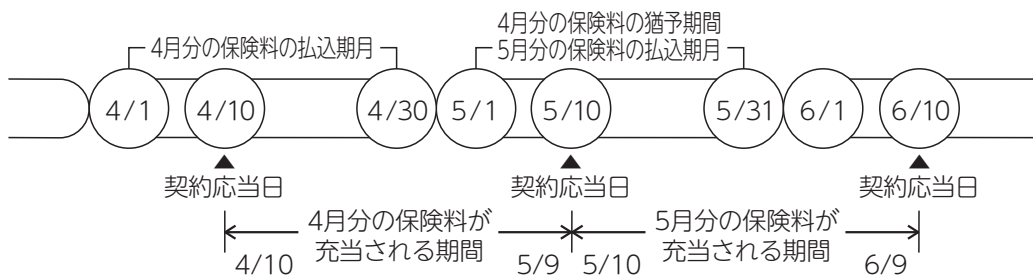 4月分の保険料の猶予期間
4月分の保険料の払込期月
5月分の保険料の払込期月
4/1
4/10
4/30
5/1
5/10
5/31
6/1
6/10
契約応当日
契約応当日
契約応当日
4月分の保険料が
充当される期間
5月分の保険料が
充当される期間
4/10
5/9
5/10
6/9